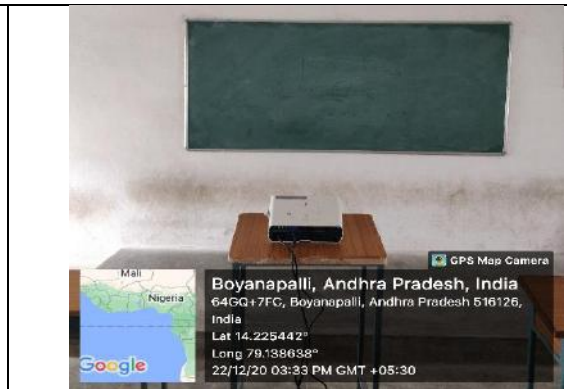 GPS Map Camera
Mali
Nigeria
Google
Boyanapalli, Andhra Pradesh, India
64GQ+7FC, Boyanapalli, Andhra Pradesh 516126,
India
Lat 14.225442°
Long 79.138638°
22/12/20 03:33 PM GMT +05:30